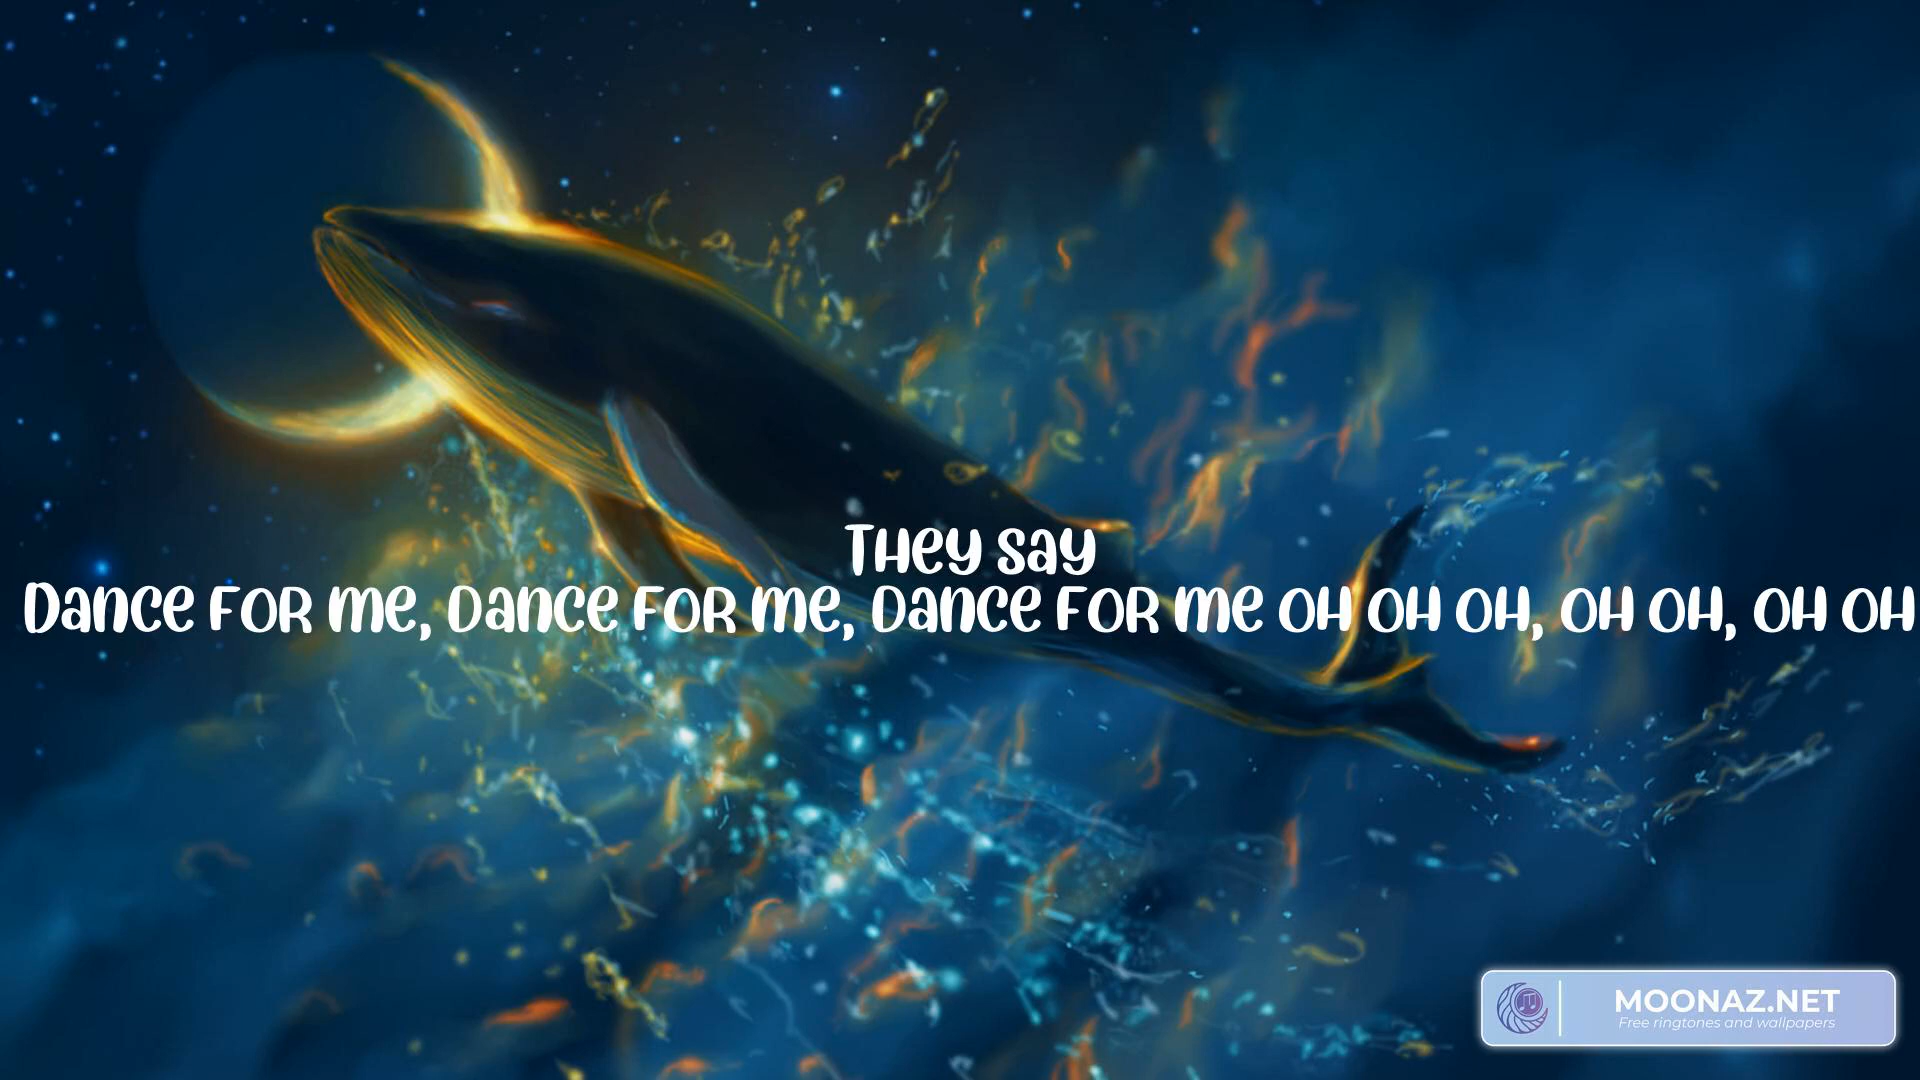 They say
Dance for me, Dance for me, Dance for me OH OH OH, OH OH, OH OH
MOONAZ.NET
Free ringtones and wallpapers